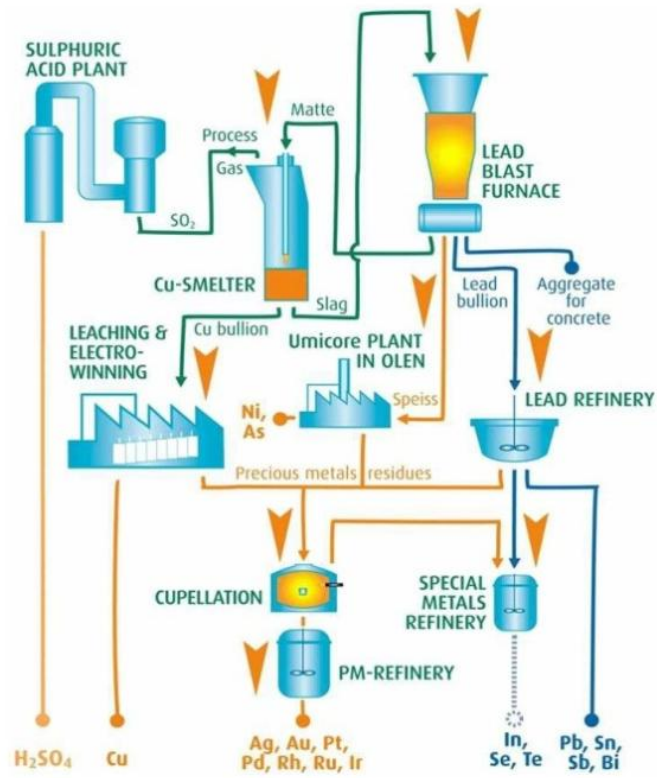 SULPHURIC
ACID PLANT
Matte
Process
Gas
LEAD
BLAST
FURNACE
SO₂
Cu-SMELTER
Slag
Lead
bullion
Aggregate
for
concrete
LEACHING &
ELECTRO-
WINNING
Cu bullion
Umicore PLANT
IN OLEN
Ni,
As
Speiss
LEAD REFINERY
Precious metals residues
CUPELLATION
SPECIAL
METALS
REFINERY
PM-REFINERY
H₂SO₄
Cu
Ag, Au, Pt,
Pd, Rh, Ru, Ir
In,
Se, Te
Pb, Sn,
Sb, Bi